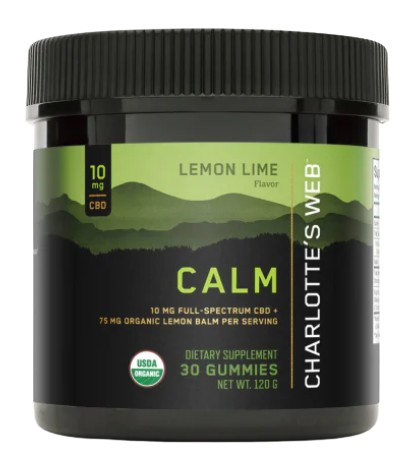 10
mg
CBD
LEMON LIME
Flavor
CALM
10 MG FULL-SPECTRUM CBD +
75 MG ORGANIC LEMON BALM PER SERVING
USDA
ORGANIC
DIETARY SUPPLEMENT
30 GUMMIES
NET WT. 120 G
CHARLOTTE'S WEB